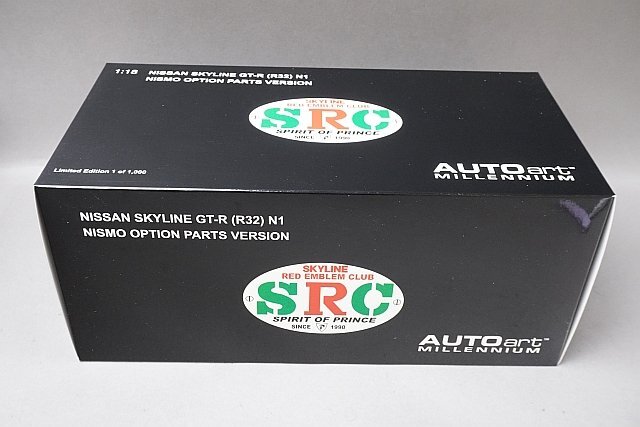 1:18 NISSAN SKYLINE GT-R (R32) N1
NISMO OPTION PARTS VERSION
SKYLINE
RED EMBLEM CLUB
SRC
SPIRIT OF PRINCE
SINCE 1990
Limited Edition 1 of 1,000
AUTOart™
MILLENNIUM
NISSAN SKYLINE GT-R (R32) N1
NISMO OPTION PARTS VERSION
SKYLINE
RED EMBLEM CLUB
SRC
SPIRIT OF PRINCE
SINCE P 1990
AUTOart™
MILLENNIUM